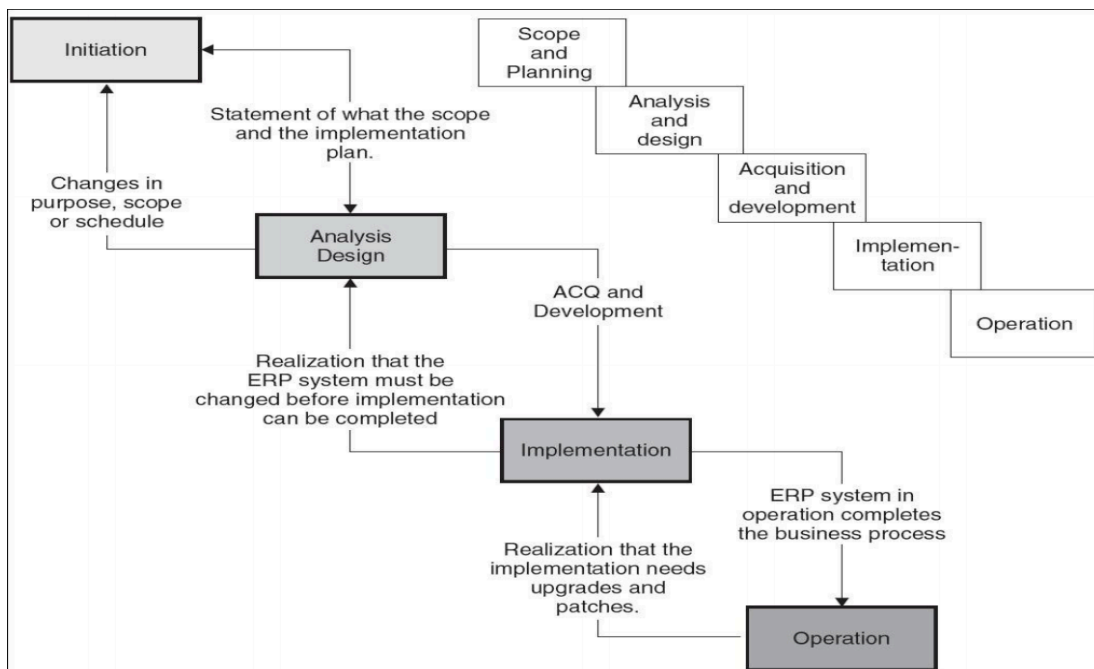 Initiation
Statement of what the scope
and the implementation
plan.
Changes in
purpose, scope
or schedule
Analysis
Design
ACQ and
Development
Realization that the
ERP system must be
changed before implementation
can be completed
Implementation
ERP system in
operation completes
the business process
Realization that the
implementation needs
upgrades and
patches.
Operation
Scope
and
Planning
Analysis
and
design
Acquisition
and
development
Implemen-
tation
Operation